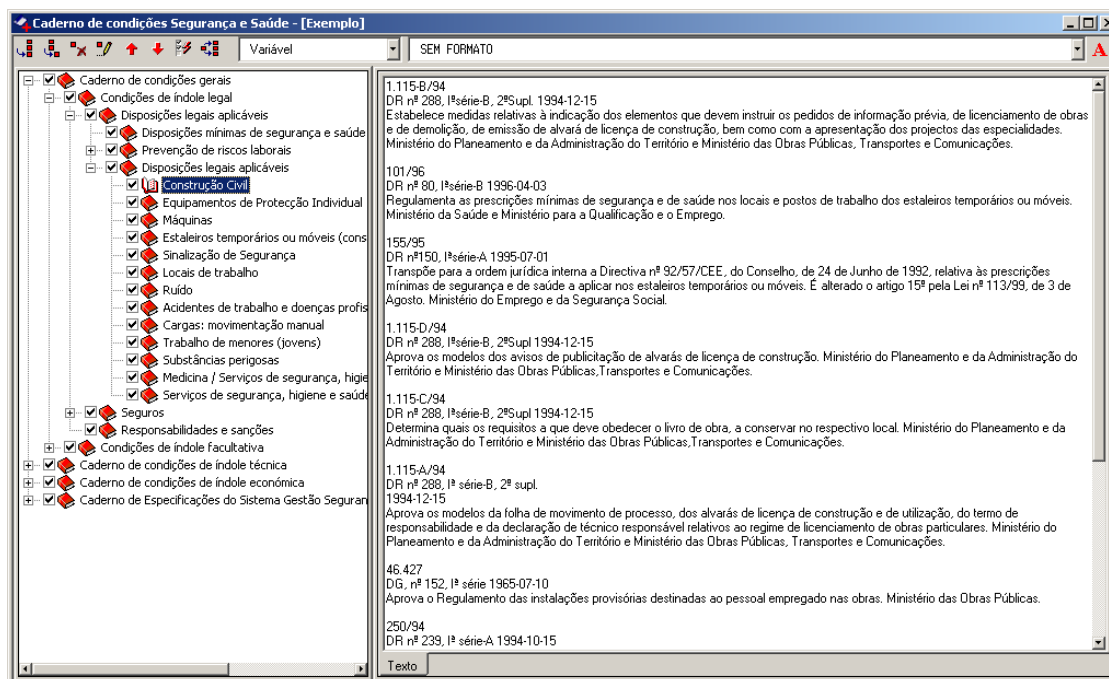 Caderno de condições Segurança e Saúde - [Exemplo]
Variável
SEM FORMATO
A
Caderno de condições gerais
Condições de índole legal
Disposições legais aplicáveis
Disposições mínimas de segurança e saúde
Prevenção de riscos laborais
Disposições legais aplicáveis
Construção Civil
Equipamentos de Protecção Individual
Máquinas
Estaleiros temporários ou móveis (cons
Sinalização de Segurança
Locais de trabalho
Ruído
Acidentes de trabalho e doenças profis
Cargas: movimentação manual
Trabalho de menores (jovens)
Substâncias perigosas
Medicina / Serviços de segurança, higie
Serviços de segurança, higiene e saúde
Seguros
Responsabilidades e sanções
Condições de índole facultativa
Caderno de condições de índole técnica
Caderno de condições de índole económica
Caderno de Especificações do Sistema Gestão Seguran
1.115-B/94
DR nº 288, Iªsérie-B, 2ºSupl. 1994-12-15
Estabelece medidas relativas à indicação dos elementos que devem instruir os pedidos de informação prévia, de licenciamento de obras
e de demolição, de emissão de alvará de licença de construção, bem como com a apresentação dos projectos das especialidades.
Ministério do Planeamento e da Administração do Território e Ministério das Obras Públicas, Transportes e Comunicações.
101/96
DR nº 80, Iªsérie-B 1996-04-03
Regulamenta as prescrições mínimas de segurança e de saúde nos locais e postos de trabalho dos estaleiros temporários ou móveis.
Ministério da Saúde e Ministério para a Qualificação e o Emprego.
155/95
DR nº150, Iªsérie-A 1995-07-01
Transpõe para a ordem jurídica interna a Directiva nº 92/57/CEE, do Conselho, de 24 de Junho de 1992, relativa às prescrições
mínimas de segurança e de saúde a aplicar nos estaleiros temporários ou móveis. É alterado o artigo 15º pela Lei nº 113/99, de 3 de
Agosto. Ministério do Emprego e da Segurança Social.
1.115-D/94
DR nº 288, Iªsérie-B, 2ºSupl 1994-12-15
Aprova os modelos dos avisos de publicitação de alvarás de licença de construção. Ministério do Planeamento e da Administração do
Território e Ministério das Obras Públicas,Transportes e Comunicações.
1.115-C/94
DR nº 288, Iªsérie-B, 2ºSupl 1994-12-15
Determina quais os requisitos a que deve obedecer o livro de obra, a conservar no respectivo local. Ministério do Planeamento e da
Administração do Território e Ministério das Obras Públicas,Transportes e Comunicações.
1.115-A/94
DR nº 288, Iª série-B, 2º supl.
1994-12-15
Aprova os modelos da folha de movimento de processo, dos alvarás de licença de construção e de utilização, do termo de
responsabilidade e da declaração de técnico responsável relativos ao regime de licenciamento de obras particulares. Ministério do
Planeamento e da Administração do Território e Ministério das Obras Públicas, Transportes e Comunicações.
46.427
DG, nº 152, Iª série 1965-07-10
Aprova o Regulamento das instalações provisórias destinadas ao pessoal empregado nas obras. Ministério das Obras Públicas.
250/94
DR nº 239, Iª série-A 1994-10-15
Texto